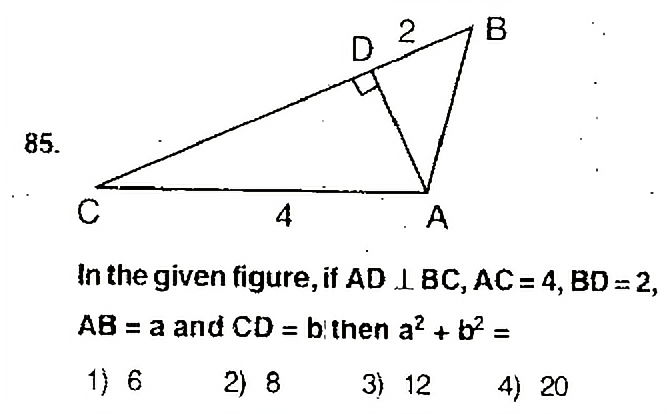 2
B
D
85.
C
4
A
In the given figure, if AD ⊥ BC, AC = 4, BD = 2,
AB = a and CD = b then a² + b² =
1) 6 2) 8 3) 12 4) 20